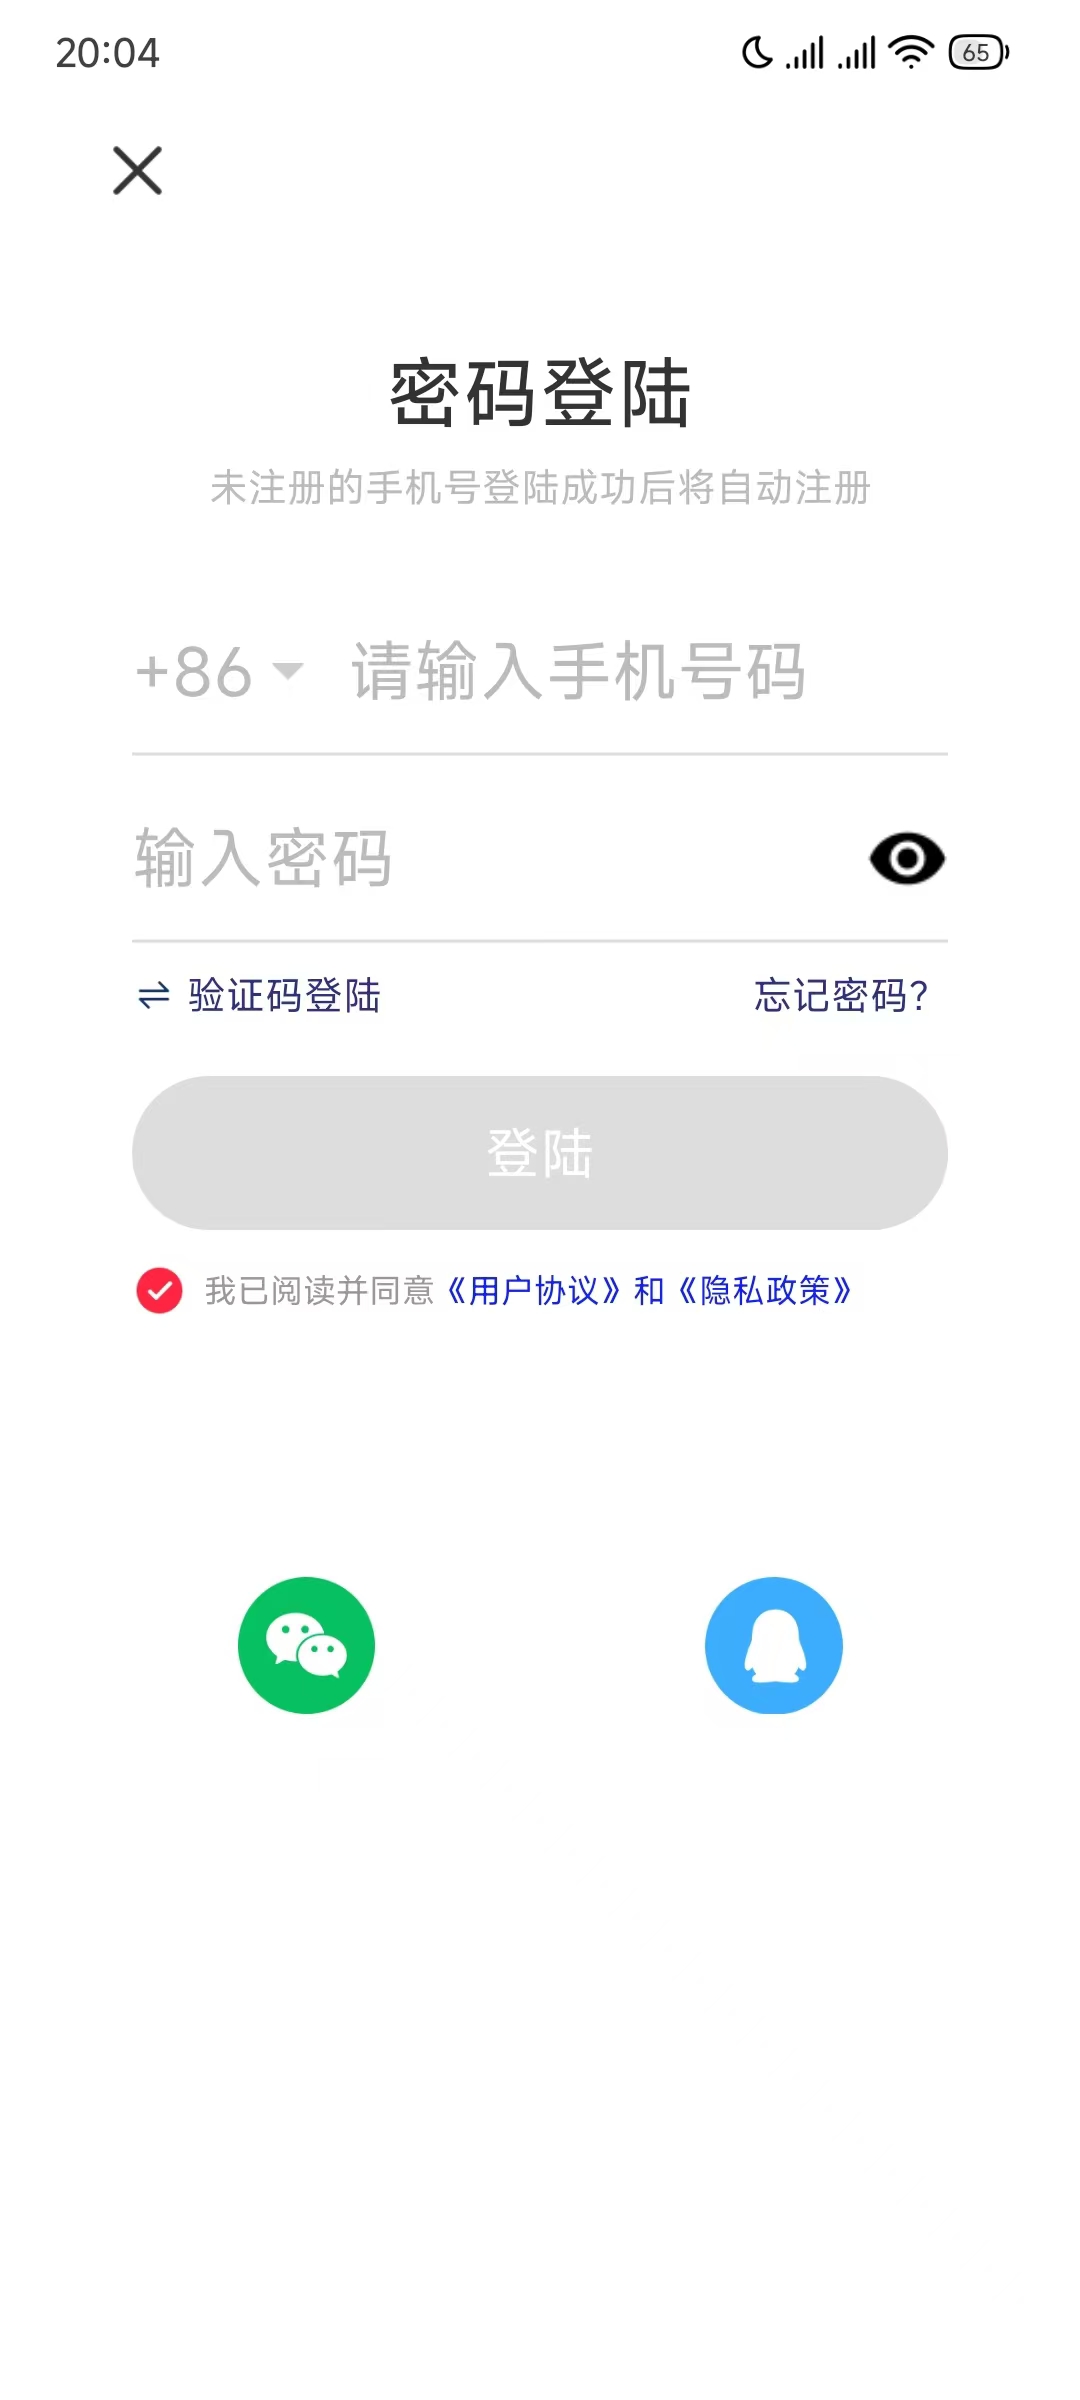 20:04
65
密码登陆
未注册的手机号登陆成功后将自动注册
+86 请输入手机号码
输入密码
验证码登陆 忘记密码?
登陆
我已阅读并同意《用户协议》和《隐私政策》